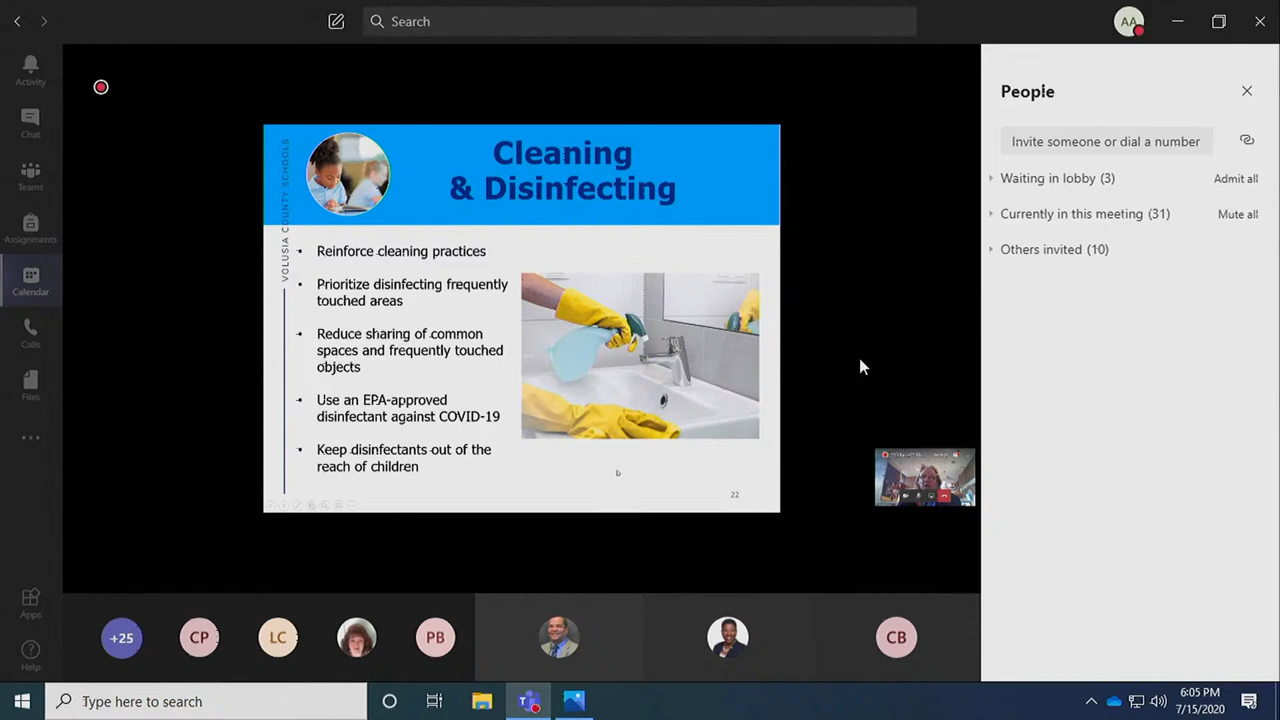 Search
AA
Activity
Chat
Teams
Assignments
Calendar
Calls
Files
Apps
Help
VOLUSIA COUNTY SCHOOLS
Cleaning
& Disinfecting
• Reinforce cleaning practices
• Prioritize disinfecting frequently
touched areas
• Reduce sharing of common
spaces and frequently touched
objects
• Use an EPA-approved
disinfectant against COVID-19
• Keep disinfectants out of the
reach of children
22
People
Invite someone or dial a number
Waiting in lobby (3)
Admit all
Currently in this meeting (31)
Mute all
Others invited (10)
+25
CP
LC
PB
CB
Type here to search
6:05 PM
7/15/2020